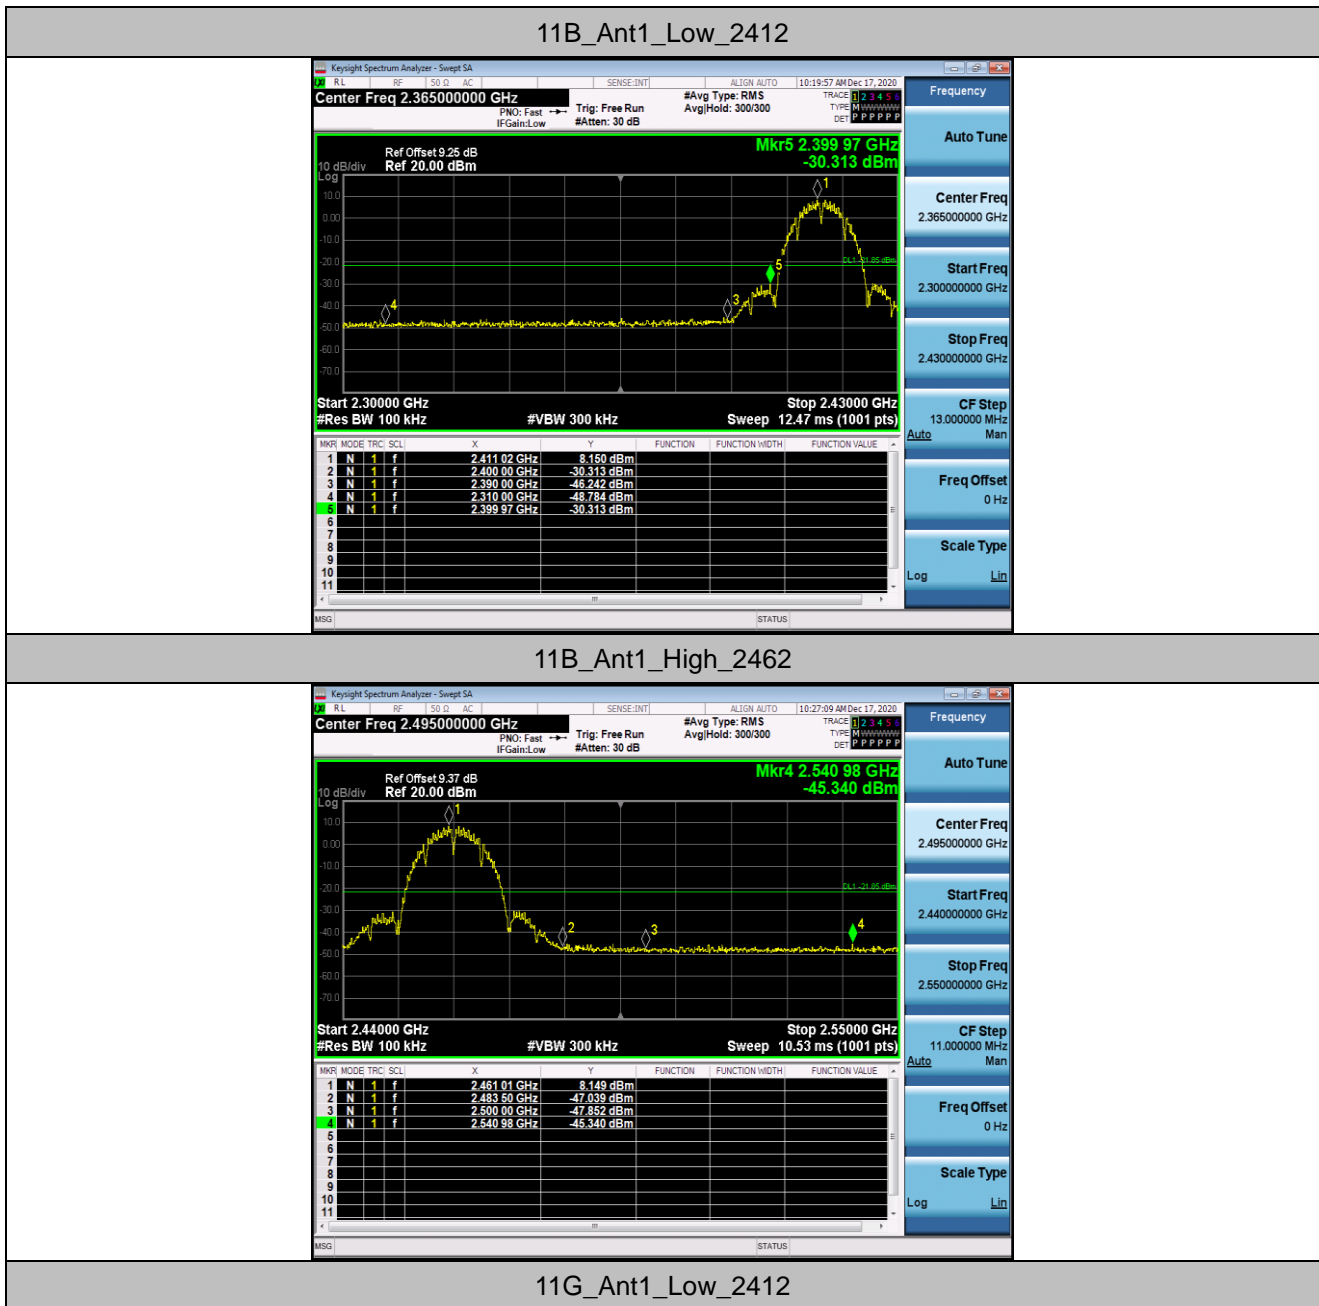 11B_Ant1_Low_2412
Keysight Spectrum Analyzer - Swept SA
RL RF 50 Ω AC SENSE:INT ALIGN AUTO 10:19:57 AM Dec 17, 2020
Center Freq 2.365000000 GHz
PNO: Fast
IFGain:Low
Trig: Free Run
#Atten: 30 dB
#Avg Type: RMS
Avg|Hold: 300/300
TRACE 1 2 3 4 5 6
TYPE M WWWWW
DET P P P P P P
Frequency
Auto Tune
Center Freq
2.365000000 GHz
Start Freq
2.300000000 GHz
Stop Freq
2.430000000 GHz
CF Step
13.000000 MHz
Auto Man
Freq Offset
0 Hz
Scale Type
Log Lin
Mkr5 2.399 97 GHz
-30.313 dBm
Ref Offset 9.25 dB
10 dB/div Ref 20.00 dBm
Log
10.0
0.00
-10.0
-20.0
-30.0
-40.0
-50.0
-60.0
-70.0
1
5
3
4
DL1 -21.85 dBm
Start 2.30000 GHz Stop 2.43000 GHz
#Res BW 100 kHz #VBW 300 kHz Sweep 12.47 ms (1001 pts)
MKR MODE TRC SCL X Y FUNCTION FUNCTION WIDTH FUNCTION VALUE
1 N 1 f 2.411 02 GHz 8.150 dBm
2 N 1 f 2.400 00 GHz -30.313 dBm
3 N 1 f 2.390 00 GHz -46.242 dBm
4 N 1 f 2.310 00 GHz -48.784 dBm
5 N 1 f 2.399 97 GHz -30.313 dBm
6
7
8
9
10
11
MSG STATUS
11B_Ant1_High_2462
Keysight Spectrum Analyzer - Swept SA
RL RF 50 Ω AC SENSE:INT ALIGN AUTO 10:27:09 AM Dec 17, 2020
Center Freq 2.495000000 GHz
PNO: Fast
IFGain:Low
Trig: Free Run
#Atten: 30 dB
#Avg Type: RMS
Avg|Hold: 300/300
TRACE 1 2 3 4 5 6
TYPE M WWWWW
DET P P P P P P
Frequency
Auto Tune
Center Freq
2.495000000 GHz
Start Freq
2.440000000 GHz
Stop Freq
2.550000000 GHz
CF Step
11.000000 MHz
Auto Man
Freq Offset
0 Hz
Scale Type
Log Lin
Mkr4 2.540 98 GHz
-45.340 dBm
Ref Offset 9.37 dB
10 dB/div Ref 20.00 dBm
Log
10.0
0.00
-10.0
-20.0
-30.0
-40.0
-50.0
-60.0
-70.0
1
2
3
4
DL1 -21.85 dBm
Start 2.44000 GHz Stop 2.55000 GHz
#Res BW 100 kHz #VBW 300 kHz Sweep 10.53 ms (1001 pts)
MKR MODE TRC SCL X Y FUNCTION FUNCTION WIDTH FUNCTION VALUE
1 N 1 f 2.461 01 GHz 8.149 dBm
2 N 1 f 2.483 50 GHz -47.039 dBm
3 N 1 f 2.500 00 GHz -47.852 dBm
4 N 1 f 2.540 98 GHz -45.340 dBm
5
6
7
8
9
10
11
MSG STATUS
11G_Ant1_Low_2412